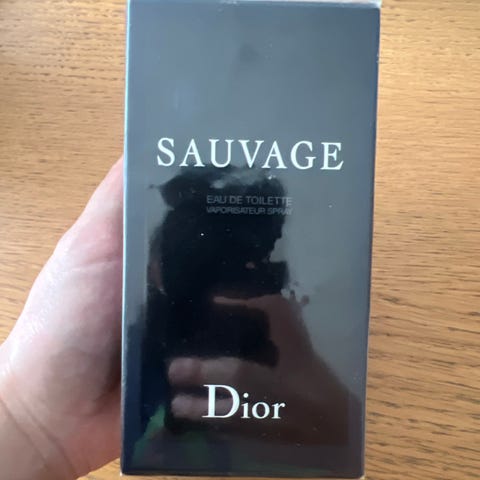 SAUVAGE
EAU DE TOILETTE
VAPORISATEUR SPRAY
Dior